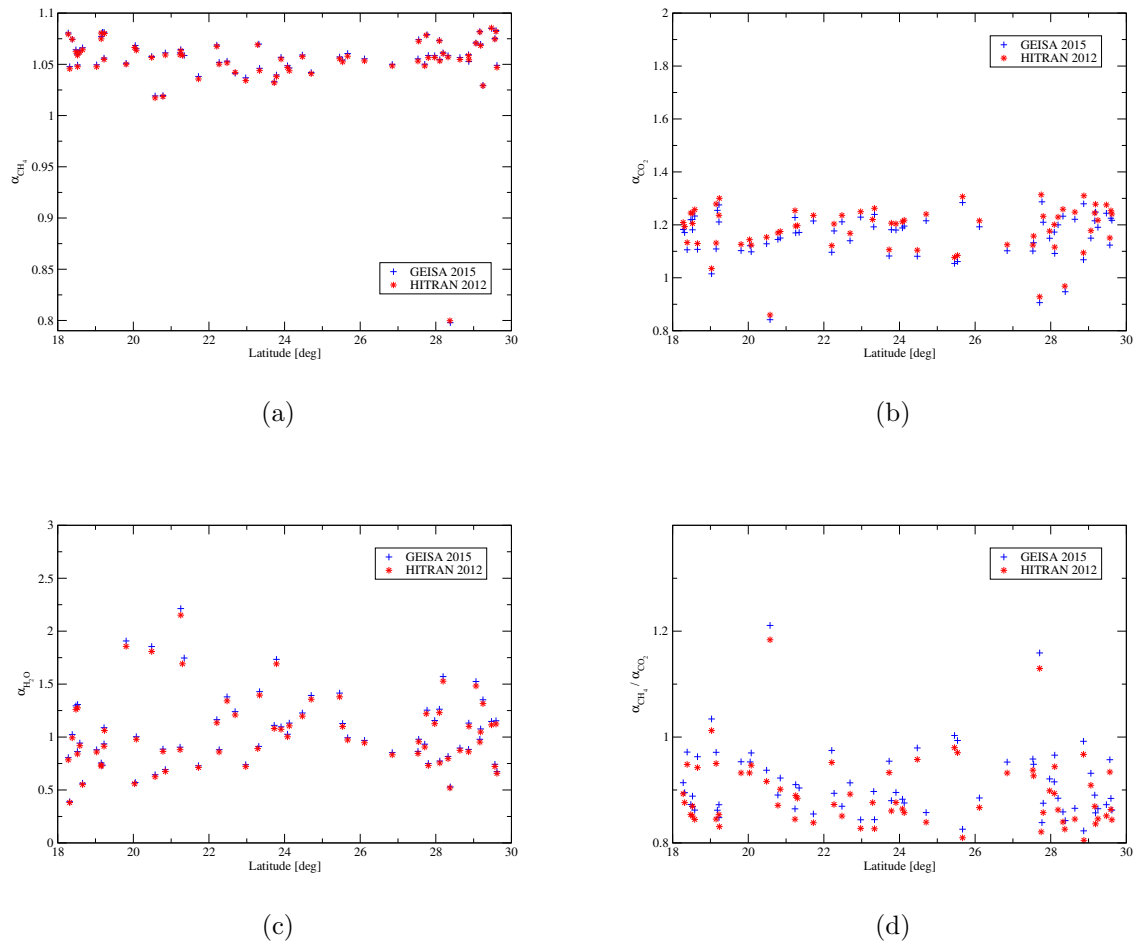 1.1
1.05
1
0.95
0.9
0.85
0.8
α_CH₄
18 20 22 24 26 28 30
Latitude [deg]
GEISA 2015
HITRAN 2012
(a)
2
1.8
1.6
1.4
1.2
1
0.8
α_CO₂
18 20 22 24 26 28 30
Latitude [deg]
GEISA 2015
HITRAN 2012
(b)
3
2.5
2
1.5
1
0.5
0
α_H₂O
18 20 22 24 26 28 30
Latitude [deg]
GEISA 2015
HITRAN 2012
(c)
1.2
1
0.8
α_CH₄ / α_CO₂
18 20 22 24 26 28 30
Latitude [deg]
GEISA 2015
HITRAN 2012
(d)